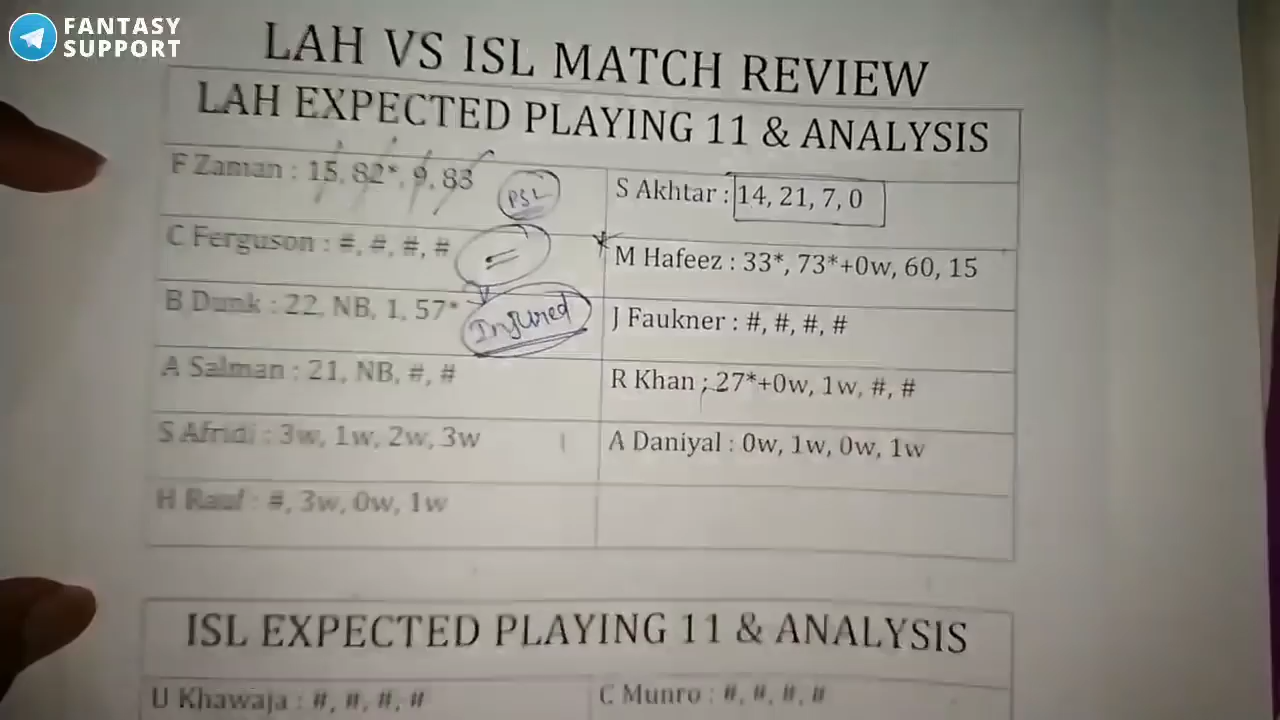 FANTASY
SUPPORT
LAH VS ISL MATCH REVIEW
LAH EXPECTED PLAYING 11 & ANALYSIS
F Zaman : 15, 82*, 9, 83
PSL
S Akhtar : 14, 21, 7, 0
C Ferguson : #, #, #, #
M Hafeez : 33*, 73*+0w, 60, 15
B Dunk : 22, NB, 1, 57*
Injured
J Faukner : #, #, #, #
A Salman : 21, NB, #, #
R Khan ; 27*+0w, 1w, #, #
S Afridi : 3w, 1w, 2w, 3w
A Daniyal : 0w, 1w, 0w, 1w
H Rauf : #, 3w, 0w, 1w
ISL EXPECTED PLAYING 11 & ANALYSIS
U Khawaja : #, #, #, #
C Munro : #, #, #, #